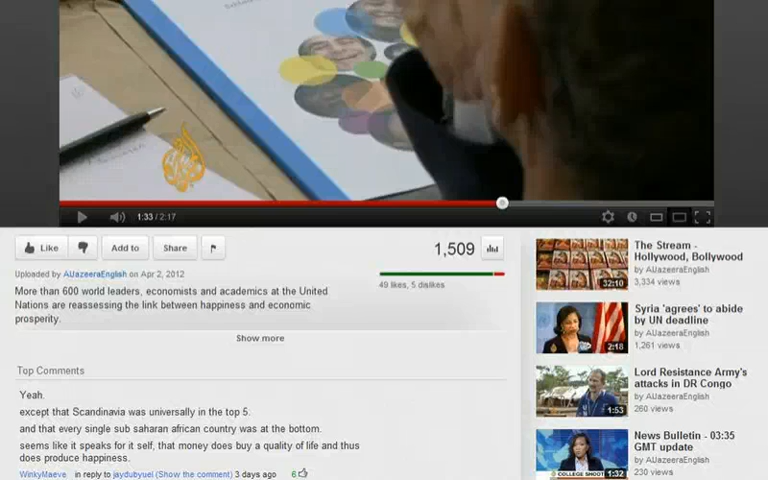 1:33 / 2:17
Like
Add to
Share
1,509
Uploaded by AlJazeeraEnglish on Apr 2, 2012
49 likes, 5 dislikes
More than 600 world leaders, economists and academics at the United
Nations are reassessing the link between happiness and economic
prosperity.
Show more
Top Comments
Yeah.
except that Scandinavia was universally in the top 5.
and that every single sub saharan african country was at the bottom.
seems like it speaks for it self, that money does buy a quality of life and thus
does produce happiness.
WinkyMaeve in reply to jaydubyuel (Show the comment) 3 days ago 6
The Stream -
Hollywood, Bollywood
by AlJazeeraEnglish
3,334 views
32:10
Syria 'agrees' to abide
by UN deadline
by AlJazeeraEnglish
1,261 views
2:18
Lord Resistance Army's
attacks in DR Congo
by AlJazeeraEnglish
260 views
1:53
News Bulletin - 03:35
GMT update
by AlJazeeraEnglish
230 views
COLLEGE SHOOT
1:32